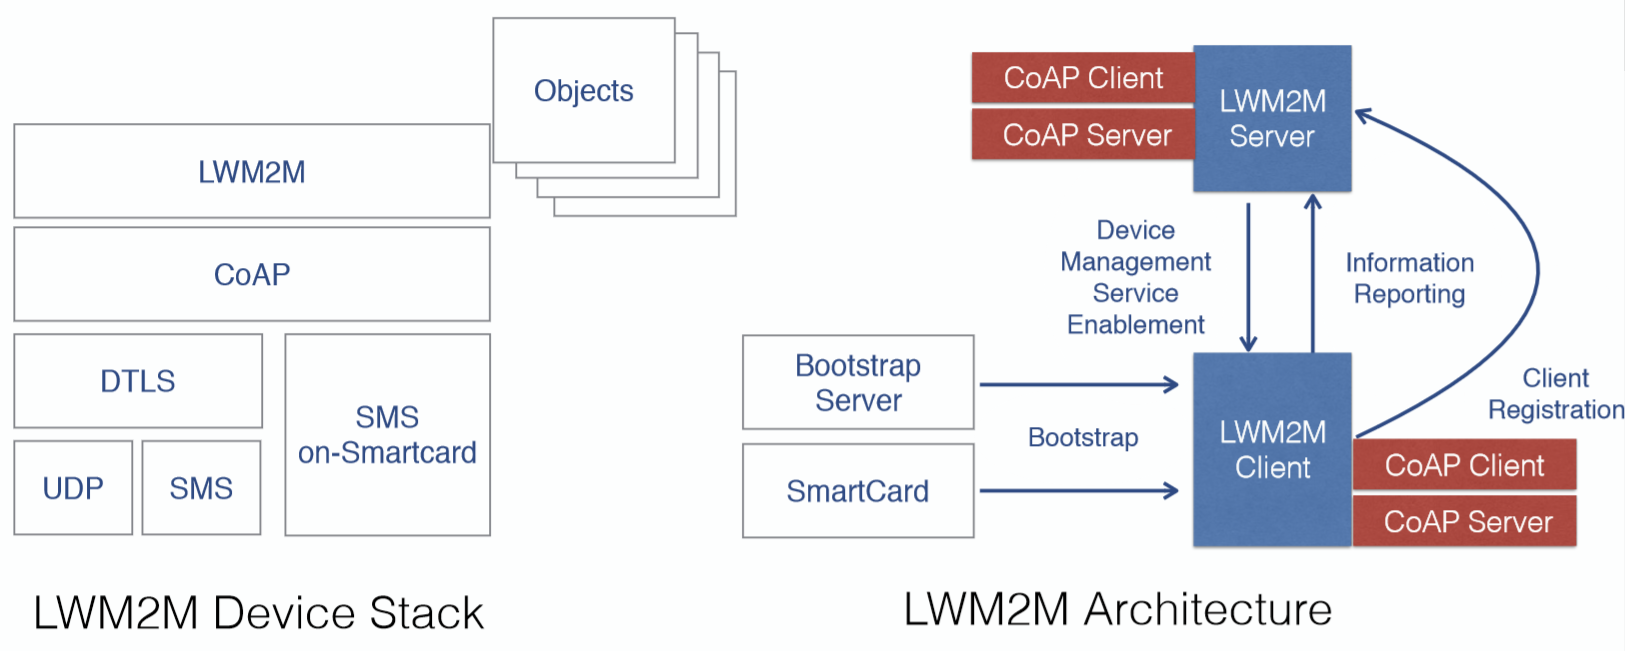 Objects
LWM2M
CoAP
DTLS
SMS
on-Smartcard
UDP
SMS
LWM2M Device Stack
CoAP Client
CoAP Server
LWM2M
Server
Device
Management
Service
Enablement
Information
Reporting
Bootstrap
Server
Bootstrap
SmartCard
LWM2M
Client
Client
Registration
CoAP Client
CoAP Server
LWM2M Architecture